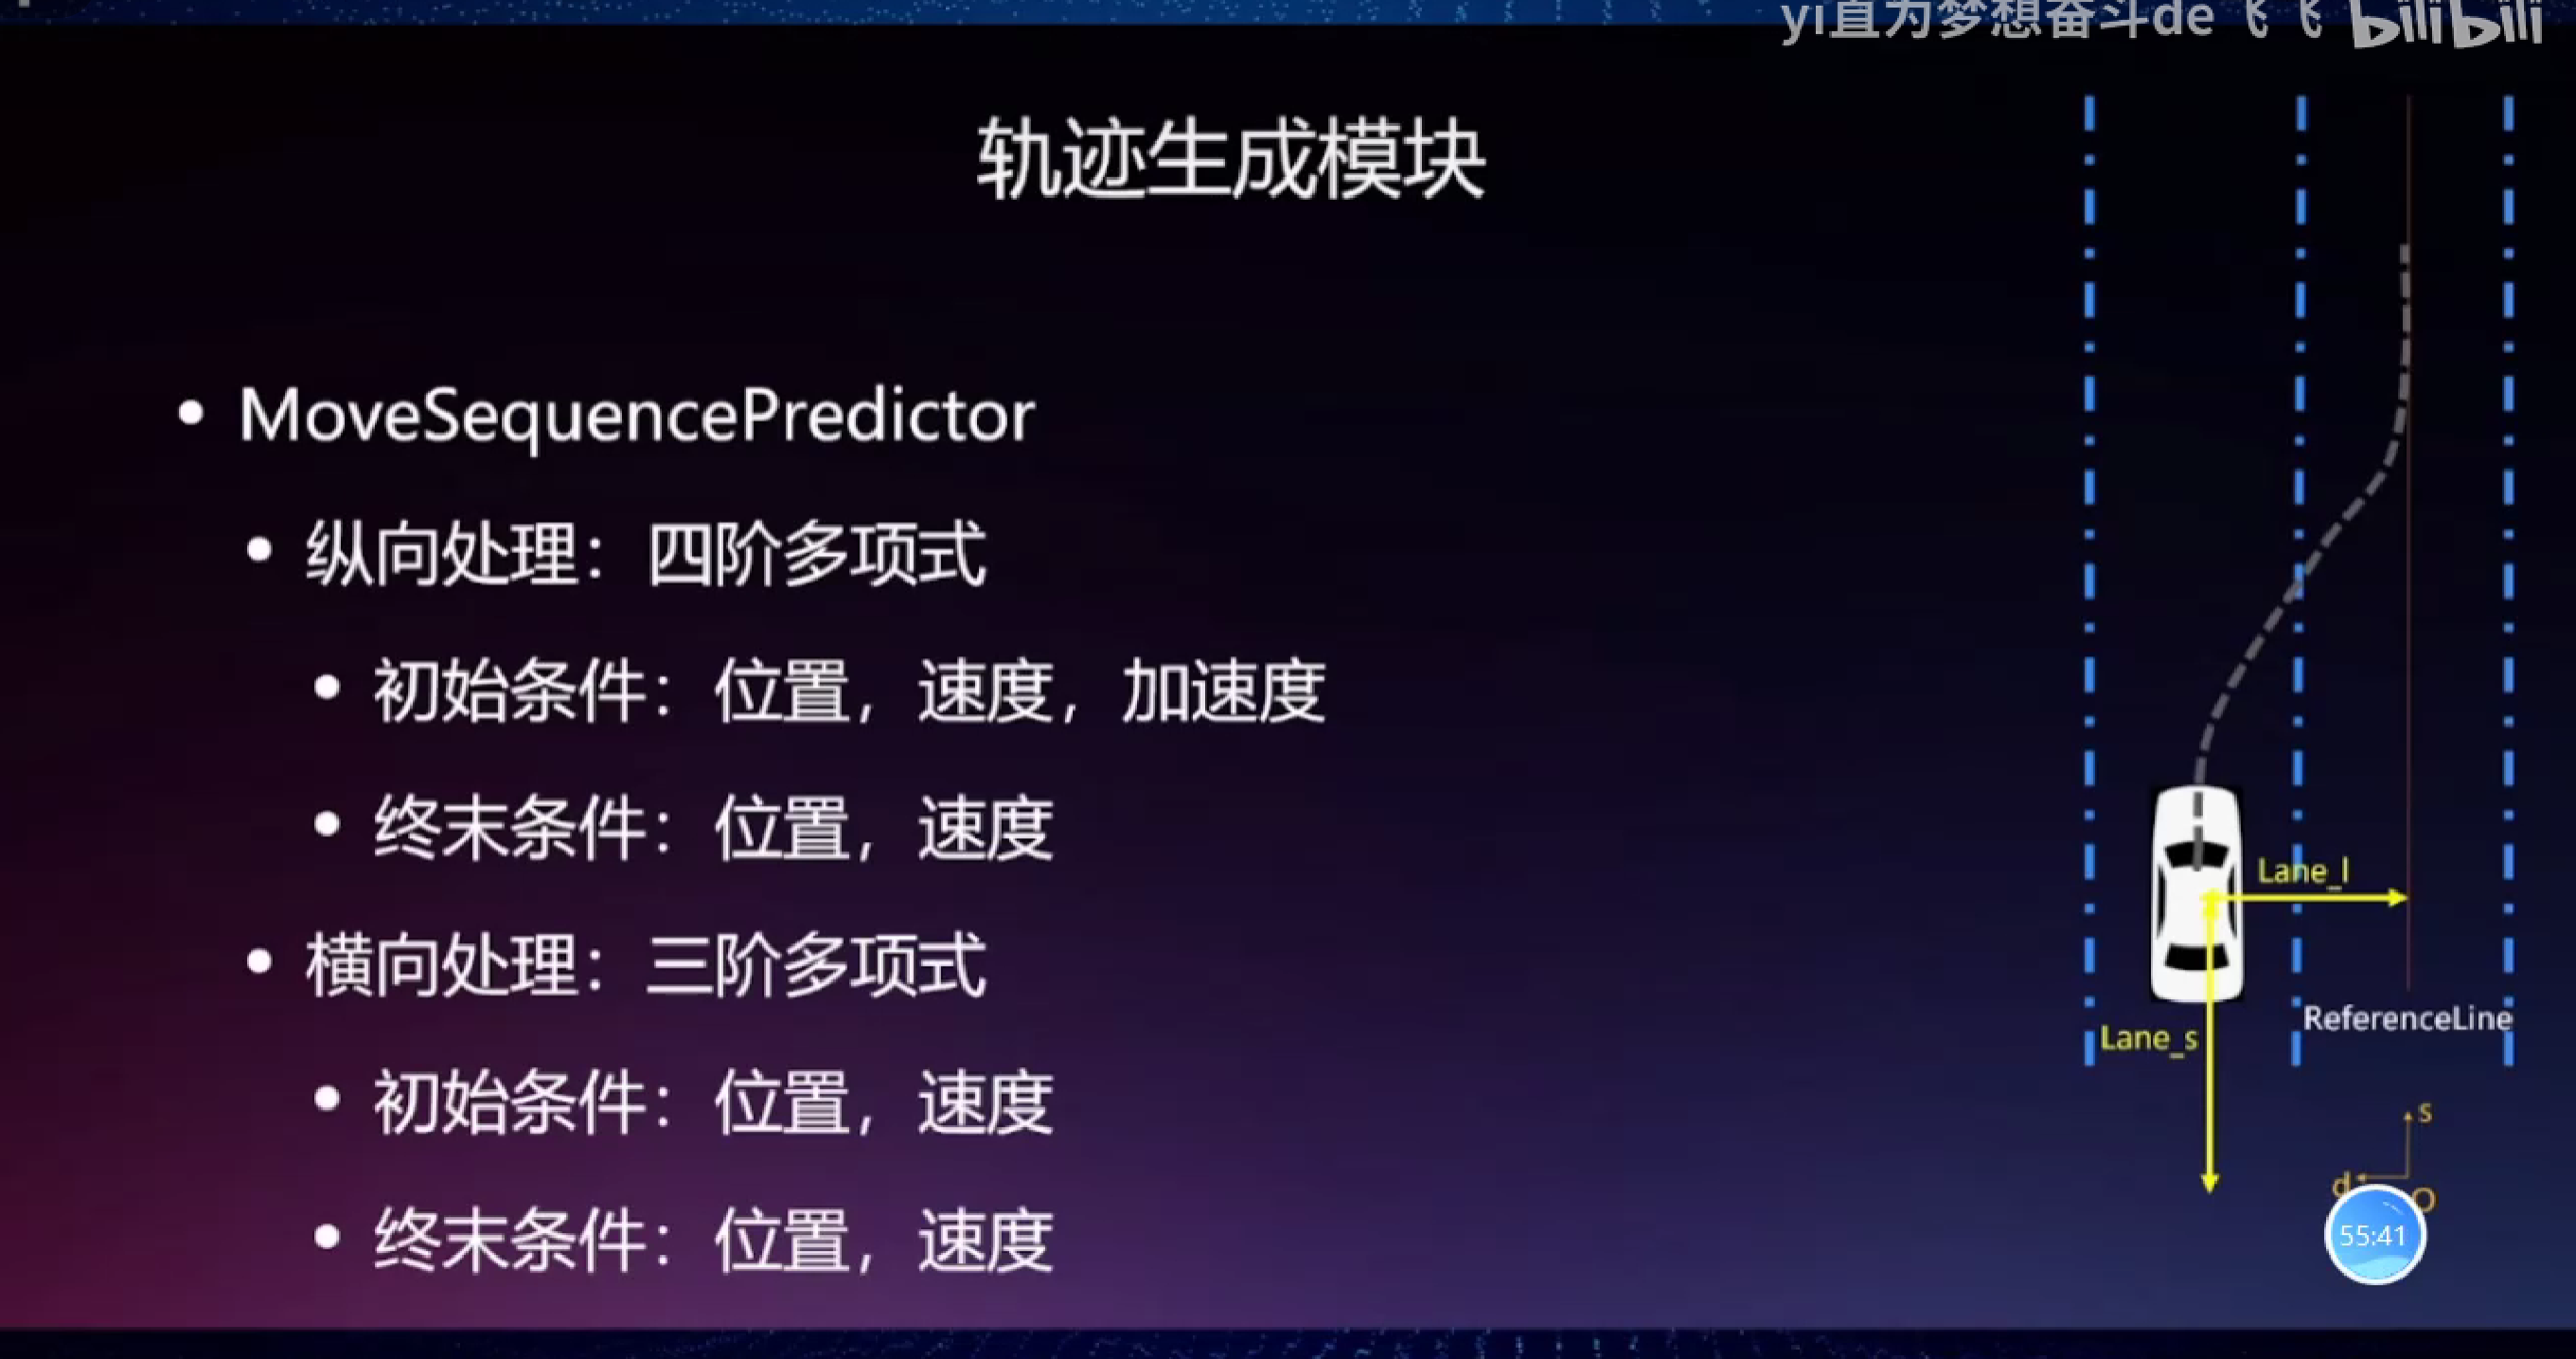 yi直为梦想奋斗de飞飞 bilibili
轨迹生成模块
• MoveSequencePredictor
• 纵向处理：四阶多项式
• 初始条件：位置，速度，加速度
• 终末条件：位置，速度
• 横向处理：三阶多项式
• 初始条件：位置，速度
• 终末条件：位置，速度
Lane_l
ReferenceLine
Lane_s
s
d
O
55:41